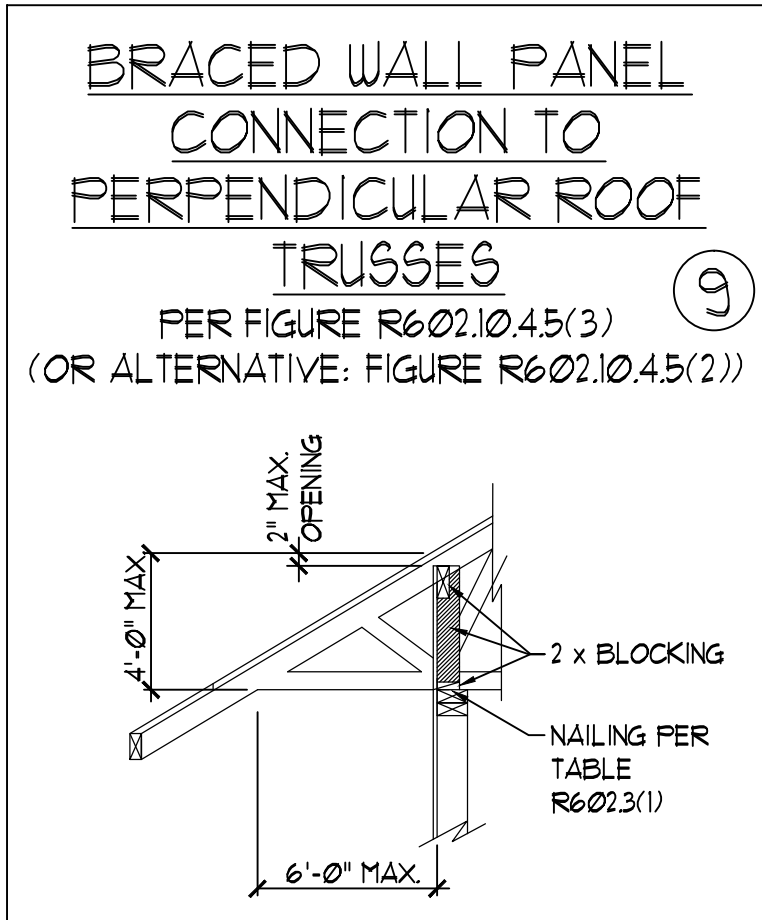 BRACED WALL PANEL
CONNECTION TO
PERPENDICULAR ROOF
TRUSSES
9
PER FIGURE R602.10.4.5(3)
(OR ALTERNATIVE: FIGURE R602.10.4.5(2))
2" MAX.
OPENING
4'-0" MAX.
2 x BLOCKING
NAILING PER
TABLE
R602.3(1)
6'-0" MAX.